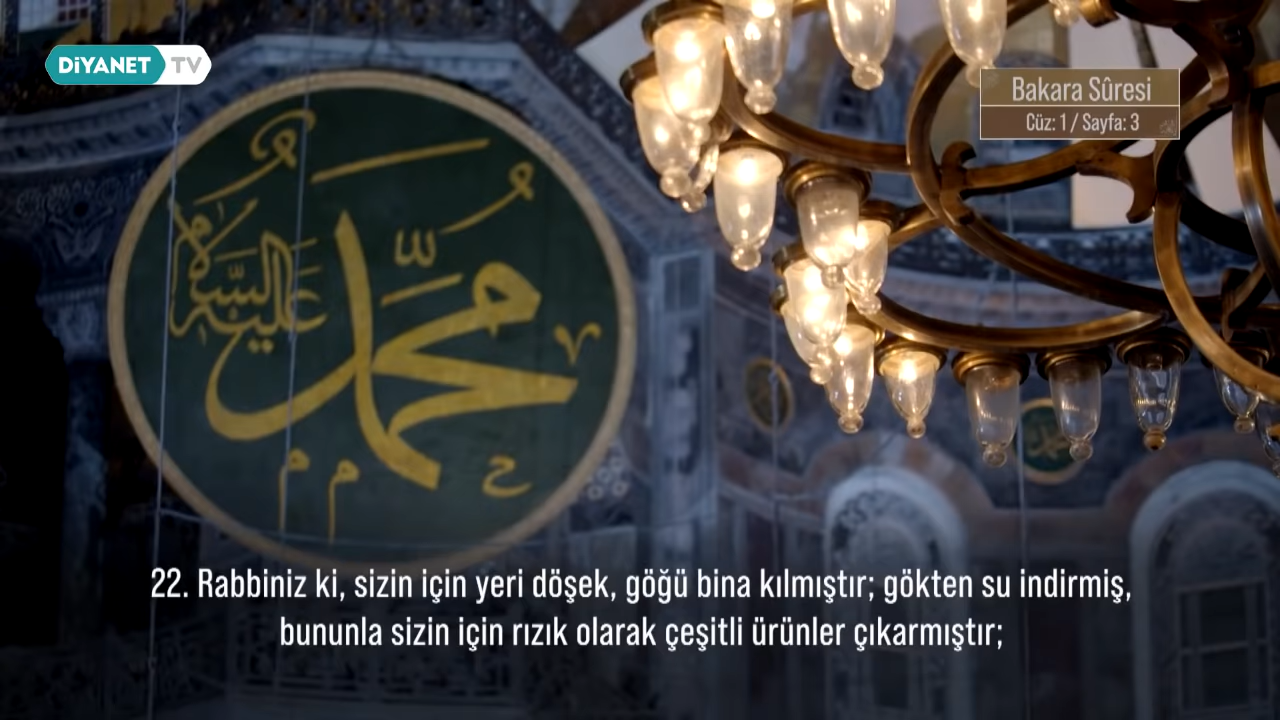 DİYANET TV
Bakara Sûresi
Cüz: 1 / Sayfa: 3
محمد
عليه السلام
22. Rabbiniz ki, sizin için yeri döşek, göğü bina kılmıştır; gökten su indirmiş,
bununla sizin için rızık olarak çeşitli ürünler çıkarmıştır;